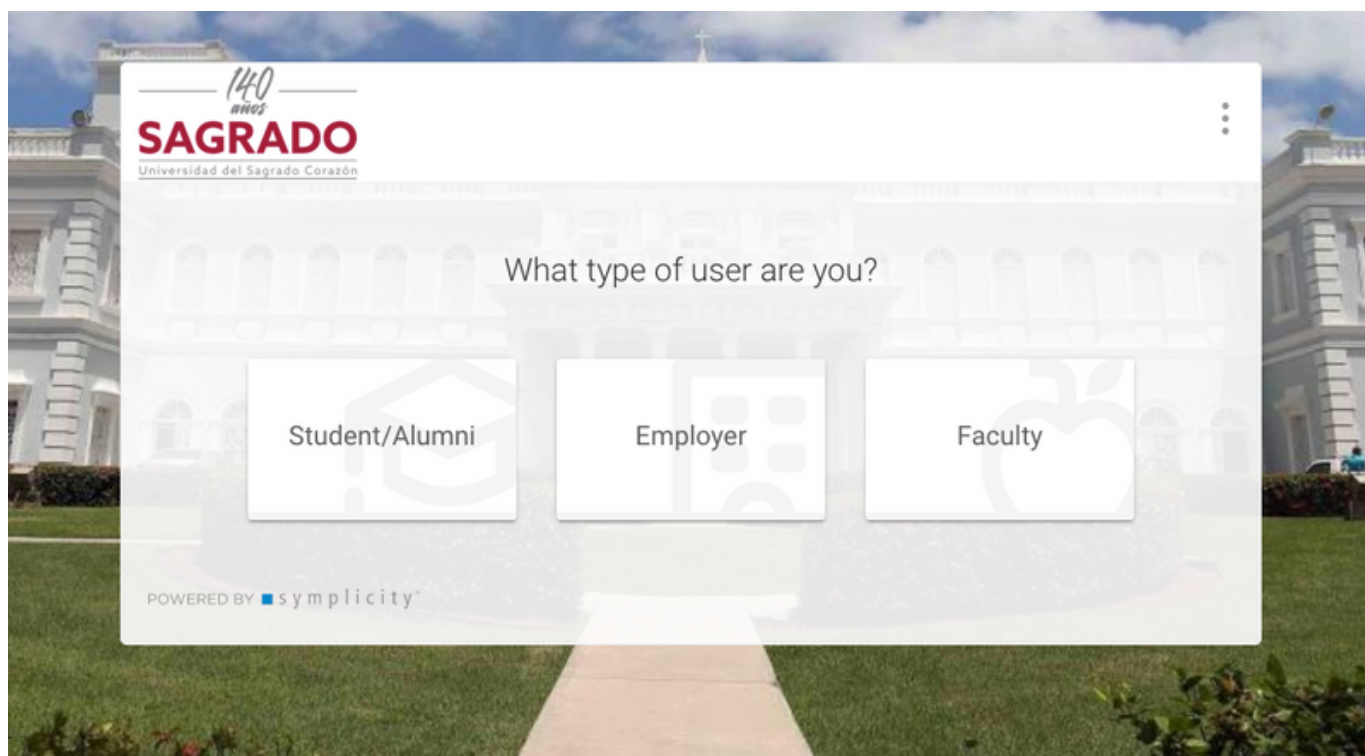 140
años
SAGRADO
Universidad del Sagrado Corazón
What type of user are you?
Student/Alumni
Employer
Faculty
POWERED BY symplicity